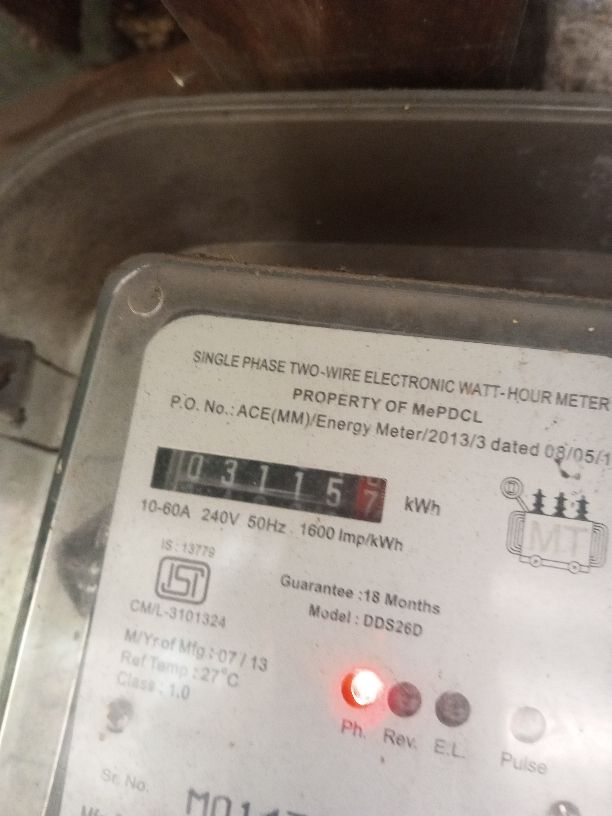 SINGLE PHASE TWO-WIRE ELECTRONIC WATT-HOUR METER
PROPERTY OF MePDCL
P.O. No.: ACE(MM)/Energy Meter/2013/3 dated 08/05/1
031157 kWh
10-60A 240V 50Hz 1600 Imp/kWh
IS : 13779
ISI
CM/L-3101324
MT
Guarantee :18 Months
Model : DDS26D
M/Yr of Mfg : 07/13
Ref Temp : 27°C
Class : 1.0
Ph. Rev. E.L. Pulse
Sr. No.